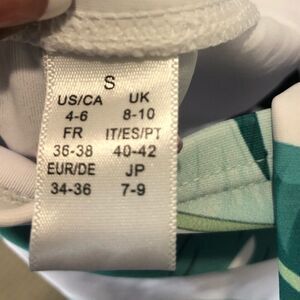 S
US/CA UK
4-6 8-10
FR IT/ES/PT
36-38 40-42
EUR/DE JP
34-36 7-9